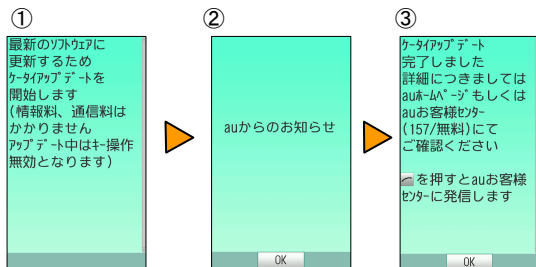 ①
最新のｿﾌﾄｳｪｱに
更新するため
ｹｰﾀｲｱｯﾌﾟﾃﾞｰﾄを
開始します
(情報料、通信料は
かかりません
ｱｯﾌﾟﾃﾞｰﾄ中はｷｰ操作
無効となります)
②
auからのお知らせ
OK
③
ｹｰﾀｲｱｯﾌﾟﾃﾞｰﾄ
完了しました
詳細につきましては
auﾎｰﾑﾍﾟｰｼﾞもしくは
auお客様ｾﾝﾀｰ
(157/無料)にて
ご確認ください
を押すとauお客様
ｾﾝﾀｰに発信します
OK